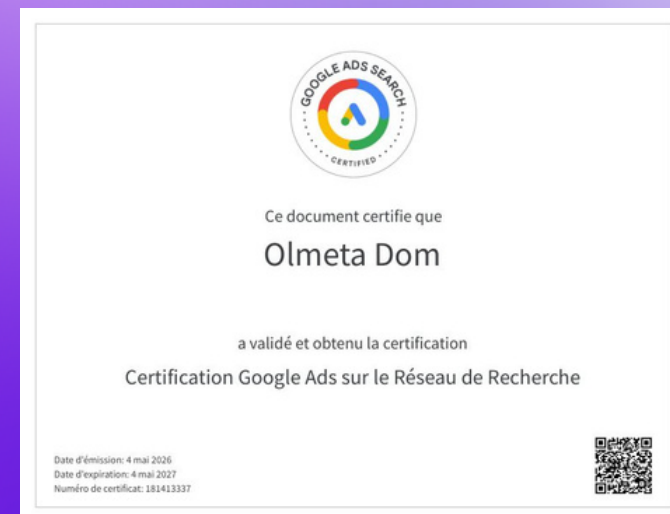 GOOGLE ADS SEARCH
CERTIFIED
Ce document certifie que
Olmeta Dom
a validé et obtenu la certification
Certification Google Ads sur le Réseau de Recherche
Date d'émission: 4 mai 2026
Date d'expiration: 4 mai 2027
Numéro de certificat: 181413337